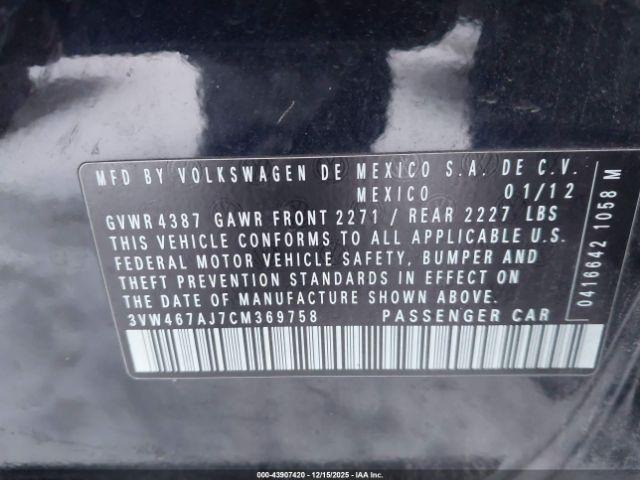 MFD BY VOLKSWAGEN DE MEXICO S.A. DE C.V.
MEXICO 01/12
GVWR 4387 GAWR FRONT 2271 / REAR 2227 LBS
THIS VEHICLE CONFORMS TO ALL APPLICABLE U.S.
FEDERAL MOTOR VEHICLE SAFETY, BUMPER AND
THEFT PREVENTION STANDARDS IN EFFECT ON
THE DATE OF MANUFACTURE SHOWN ABOVE.
3VW467AJ7CM369758 PASSENGER CAR
0416642 1058 M
000-43907420 - 12/15/2025 - IAA Inc.